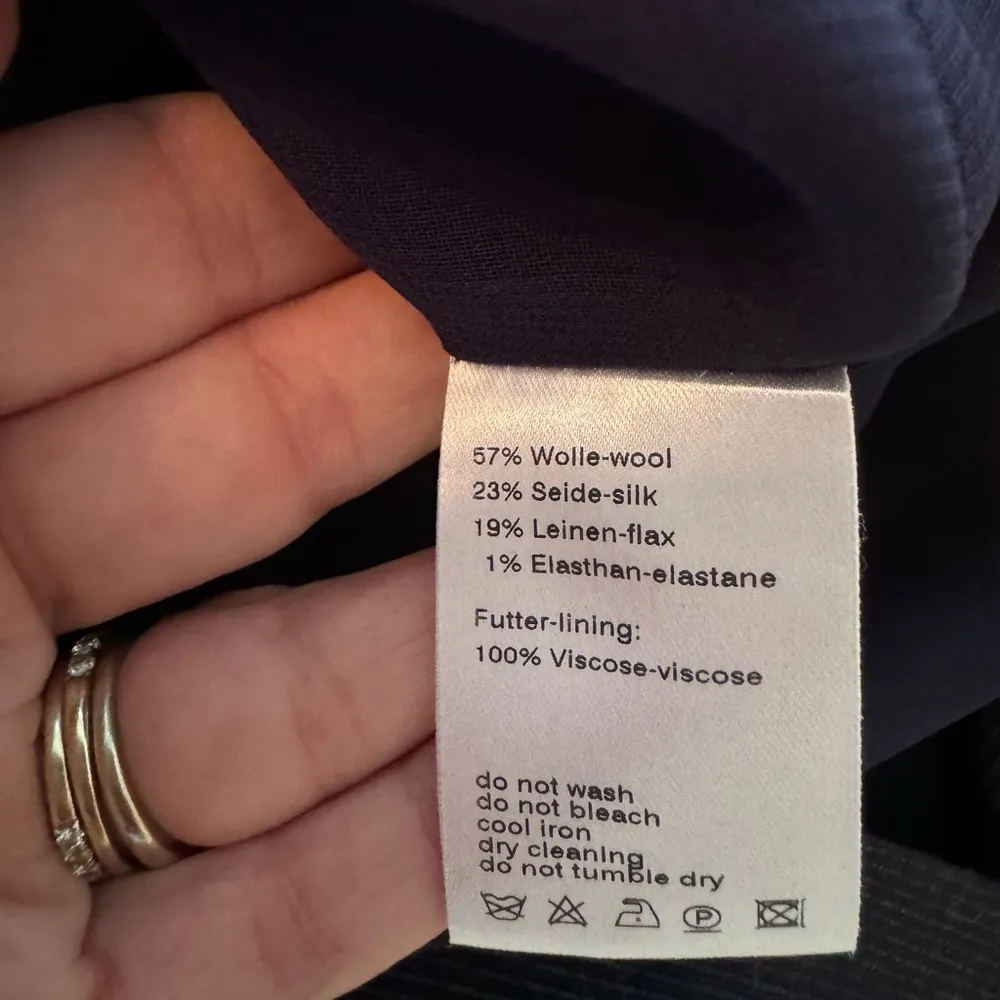 57% Wolle-wool
23% Seide-silk
19% Leinen-flax
1% Elasthan-elastane
Futter-lining:
100% Viscose-viscose
do not wash
do not bleach
cool iron
dry cleaning
do not tumble dry
P